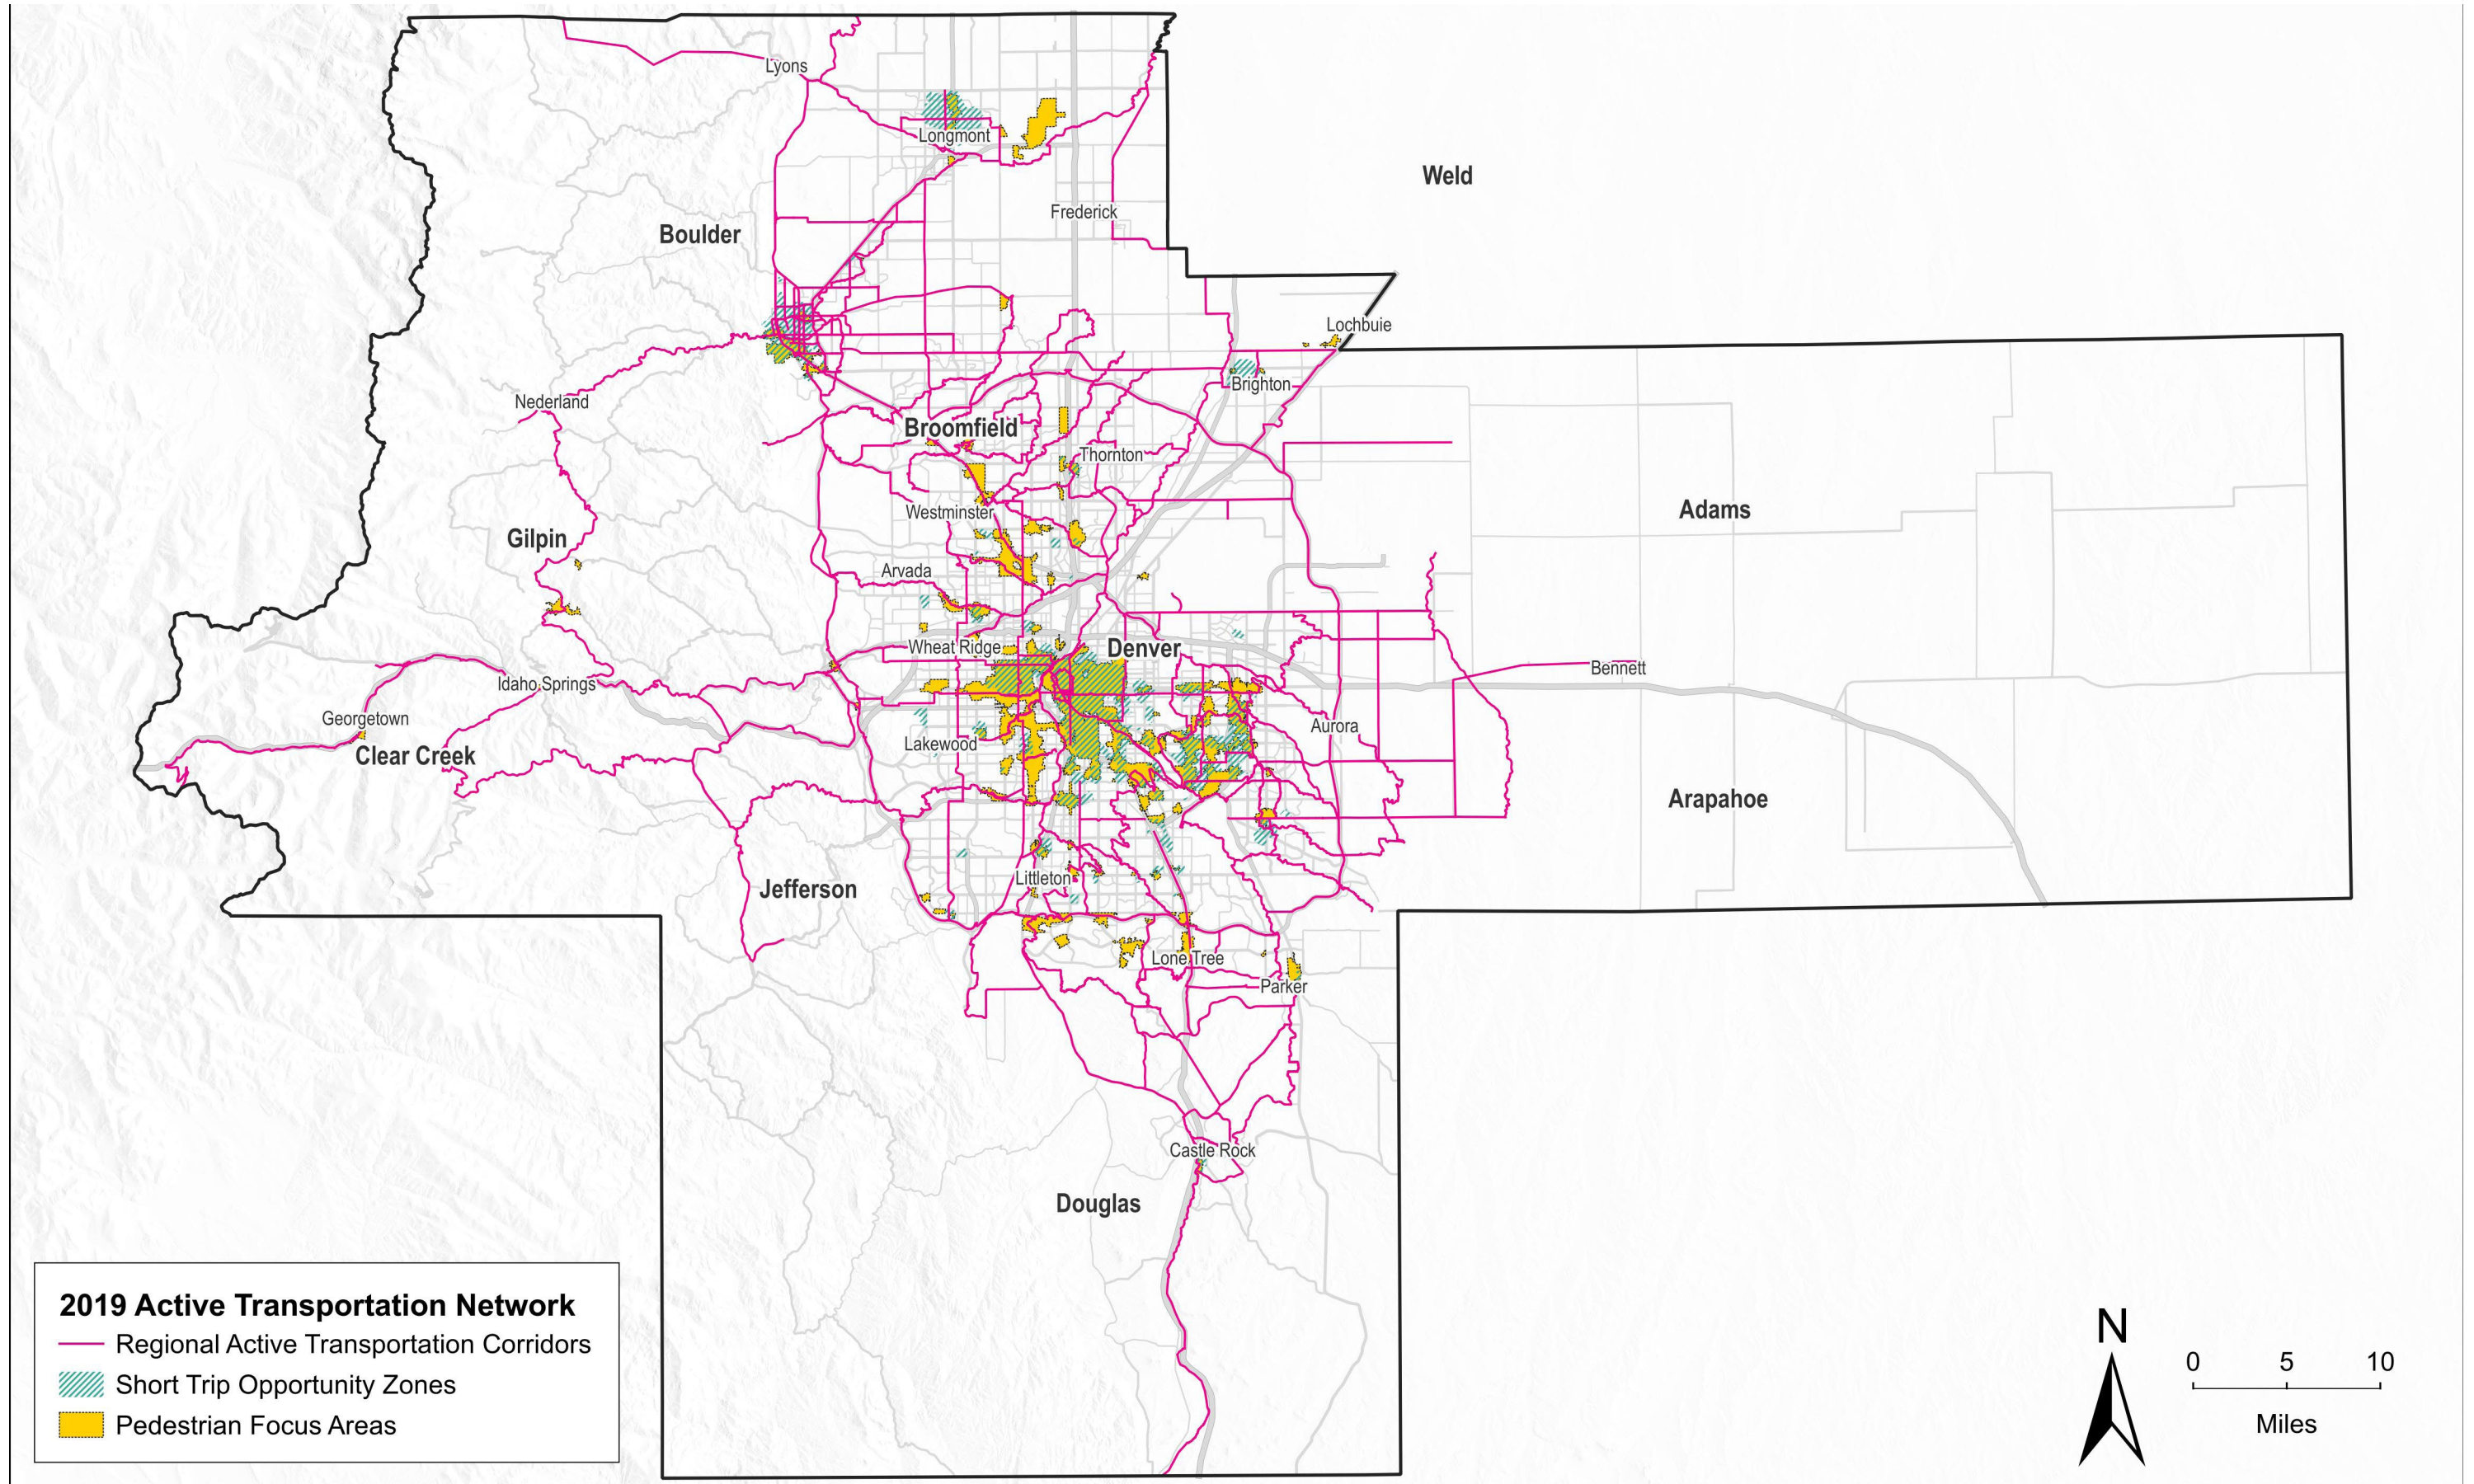 Lyons
Longmont
Weld
Frederick
Boulder
Lochbuie
Brighton
Nederland
Broomfield
Thornton
Adams
Westminster
Gilpin
Arvada
Wheat Ridge
Denver
Bennett
Idaho Springs
Georgetown
Aurora
Lakewood
Clear Creek
Arapahoe
Littleton
Jefferson
Lone Tree
Parker
Castle Rock
Douglas
2019 Active Transportation Network
Regional Active Transportation Corridors
Short Trip Opportunity Zones
Pedestrian Focus Areas
N
0 5 10
Miles